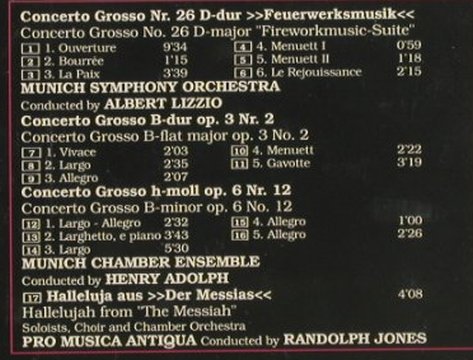 Concerto Grosso Nr. 26 D-dur >>Feuerwerksmusik<<
Concerto Grosso No. 26 D-major "Fireworkmusic-Suite"
1 1. Ouverture 9'34 4 4. Menuett I 0'59
2 2. Bourrée 1'15 5 5. Menuett II 1'18
3 3. La Paix 3'39 6 6. Le Rejouissance 2'15
MUNICH SYMPHONY ORCHESTRA
Conducted by ALBERT LIZZIO
Concerto Grosso B-dur op. 3 Nr. 2
Concerto Grosso B-flat major op. 3 No. 2
7 1. Vivace 2'03 10 4. Menuett 2'22
8 2. Largo 2'35 11 5. Gavotte 3'19
9 3. Allegro 2'07
Concerto Grosso h-moll op. 6 Nr. 12
Concerto Grosso B-minor op. 6 No. 12
12 1. Largo - Allegro 2'32 15 4. Allegro 1'00
13 2. Larghetto, e piano 3'43 16 5. Allegro 2'26
14 3. Largo 5'30
MUNICH CHAMBER ENSEMBLE
Conducted by HENRY ADOLPH
17 Halleluja aus >>Der Messias<< 4'08
Hallelujah from "The Messiah"
Soloists, Choir and Chamber Orchestra
PRO MUSICA ANTIQUA Conducted by RANDOLPH JONES